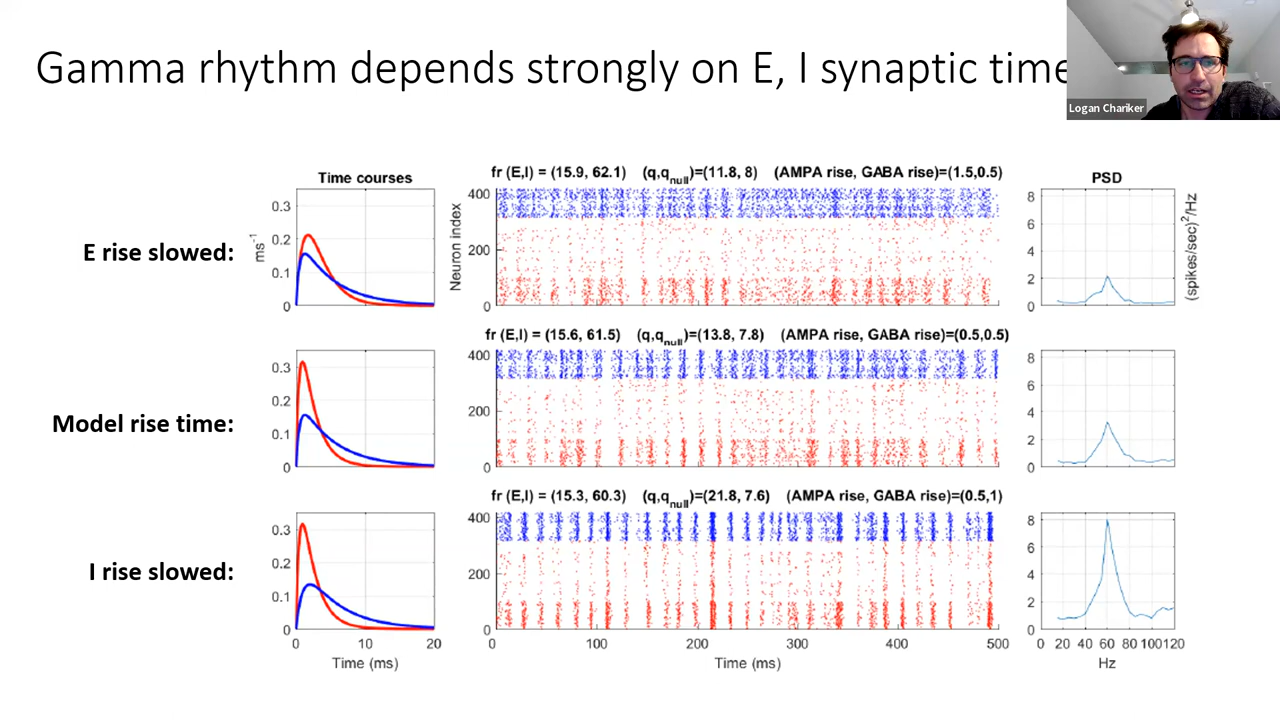 Gamma rhythm depends strongly on E, I synaptic time
Logan Chariker
Time courses
fr (E,I) = (15.9, 62.1) (q,qnull)=(11.8, 8) (AMPA rise, GABA rise)=(1.5,0.5)
PSD
E rise slowed:
ms-1
0.3
0.2
0.1
0
Neuron index
400
200
0
8
6
4
2
0
(spikes/sec)2/Hz
fr (E,I) = (15.6, 61.5) (q,qnull)=(13.8, 7.8) (AMPA rise, GABA rise)=(0.5,0.5)
Model rise time:
0.3
0.2
0.1
0
400
200
0
8
6
4
2
0
fr (E,I) = (15.3, 60.3) (q,qnull)=(21.8, 7.6) (AMPA rise, GABA rise)=(0.5,1)
I rise slowed:
0.3
0.2
0.1
0
400
200
0
8
6
4
2
0
0 10 20
0 100 200 300 400 500
0 20 40 60 80 100 120
Time (ms)
Time (ms)
Hz